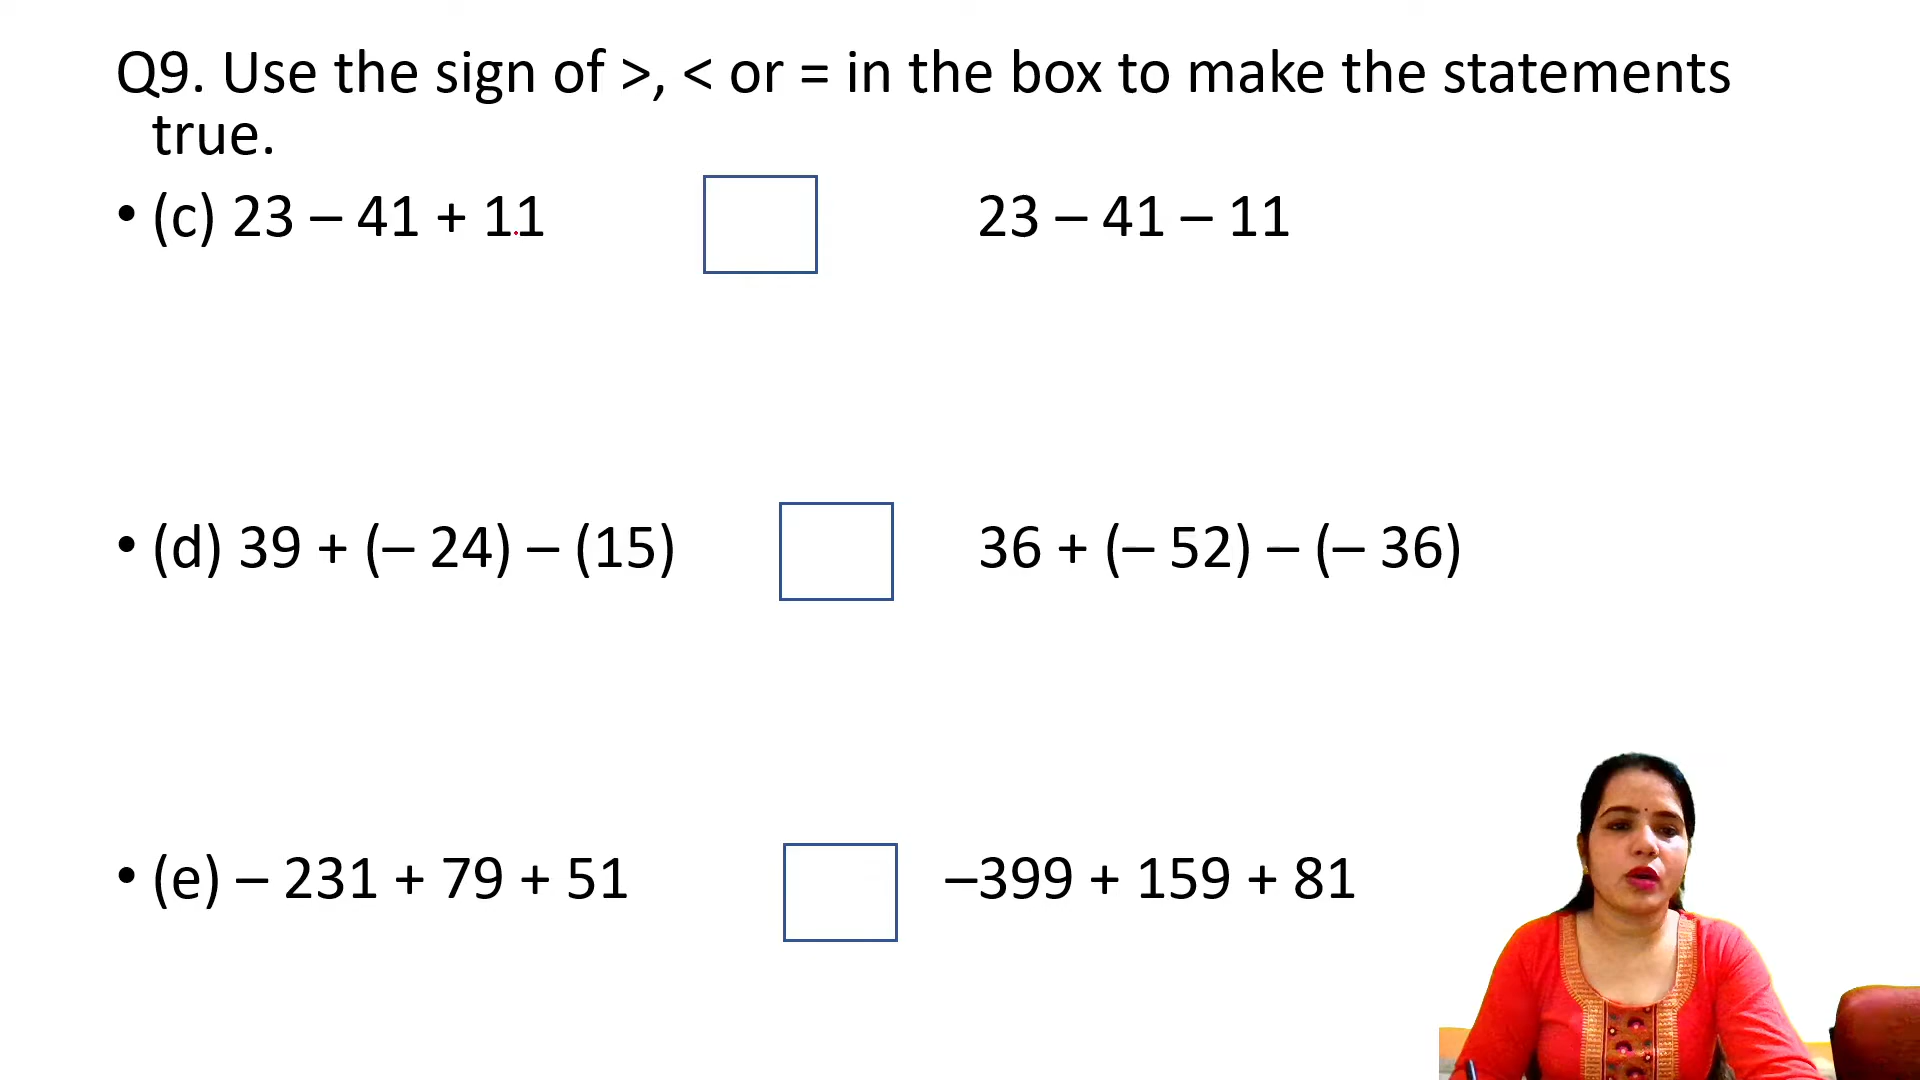 Q9. Use the sign of >, < or = in the box to make the statements
true.
• (c) 23 – 41 + 11 23 – 41 – 11
• (d) 39 + (– 24) – (15) 36 + (– 52) – (– 36)
• (e) – 231 + 79 + 51 –399 + 159 + 81